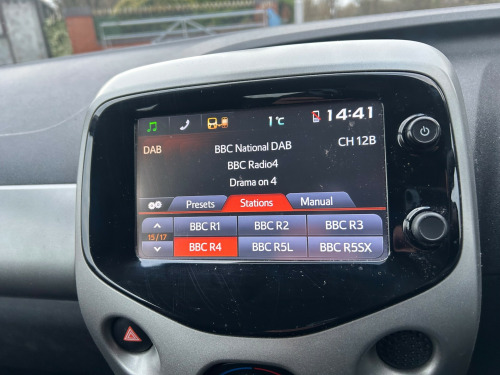 1°C 14:41
DAB BBC National DAB CH 12B
BBC Radio4
Drama on 4
Presets Stations Manual
BBC R1 BBC R2 BBC R3
15/17
BBC R4 BBC R5L BBC R5SX